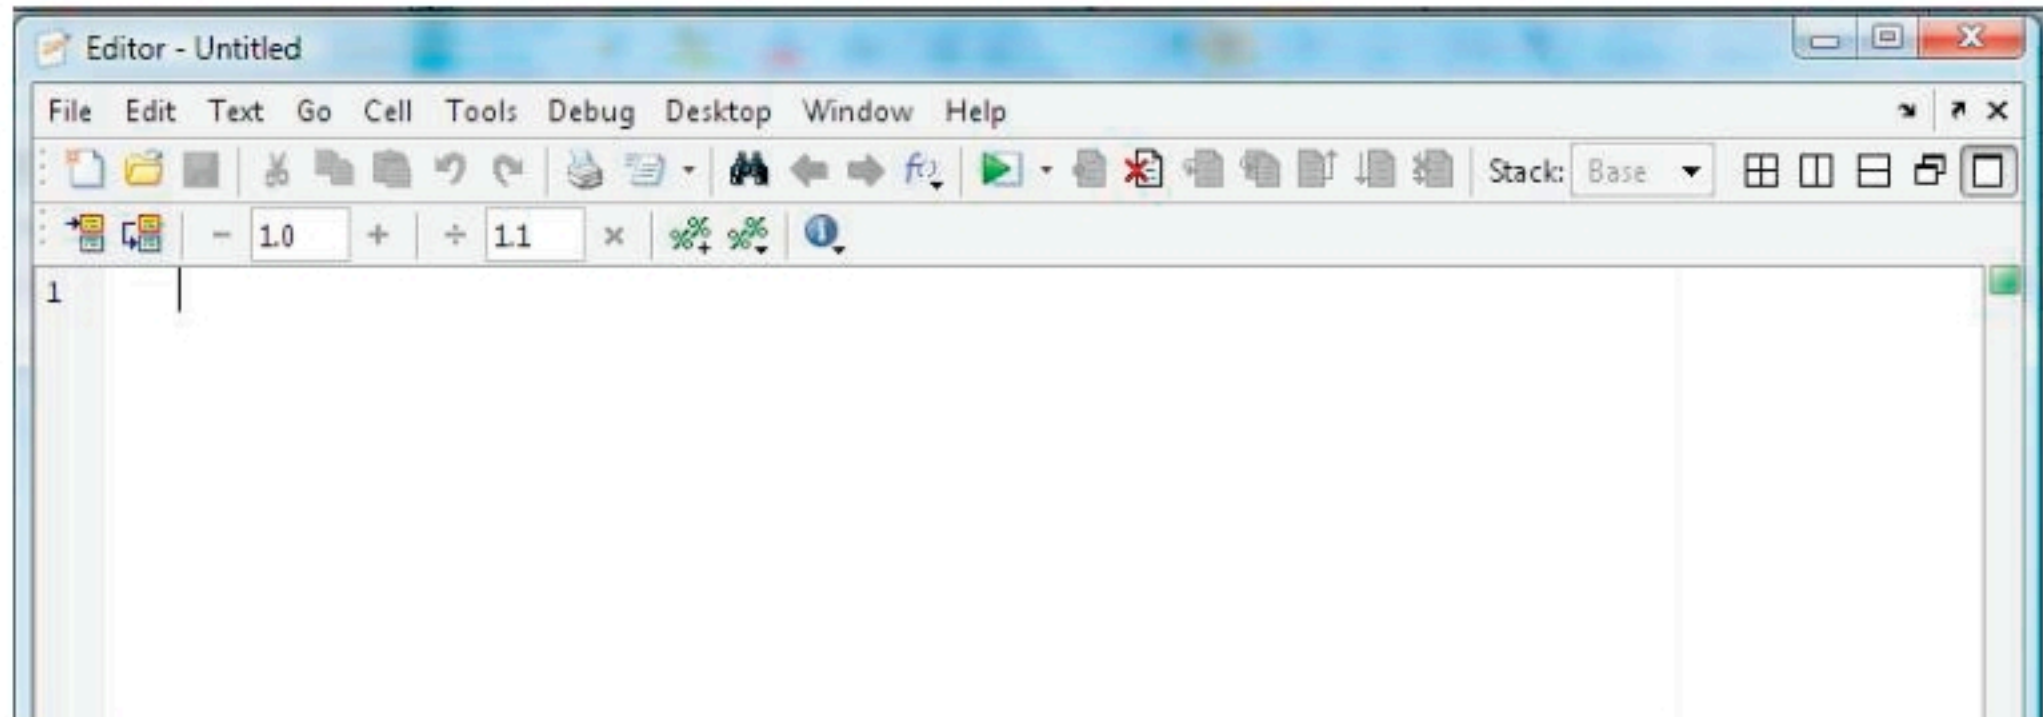 Editor - Untitled
File Edit Text Go Cell Tools Debug Desktop Window Help
Stack: Base
- 1.0 + ÷ 1.1 ×
1